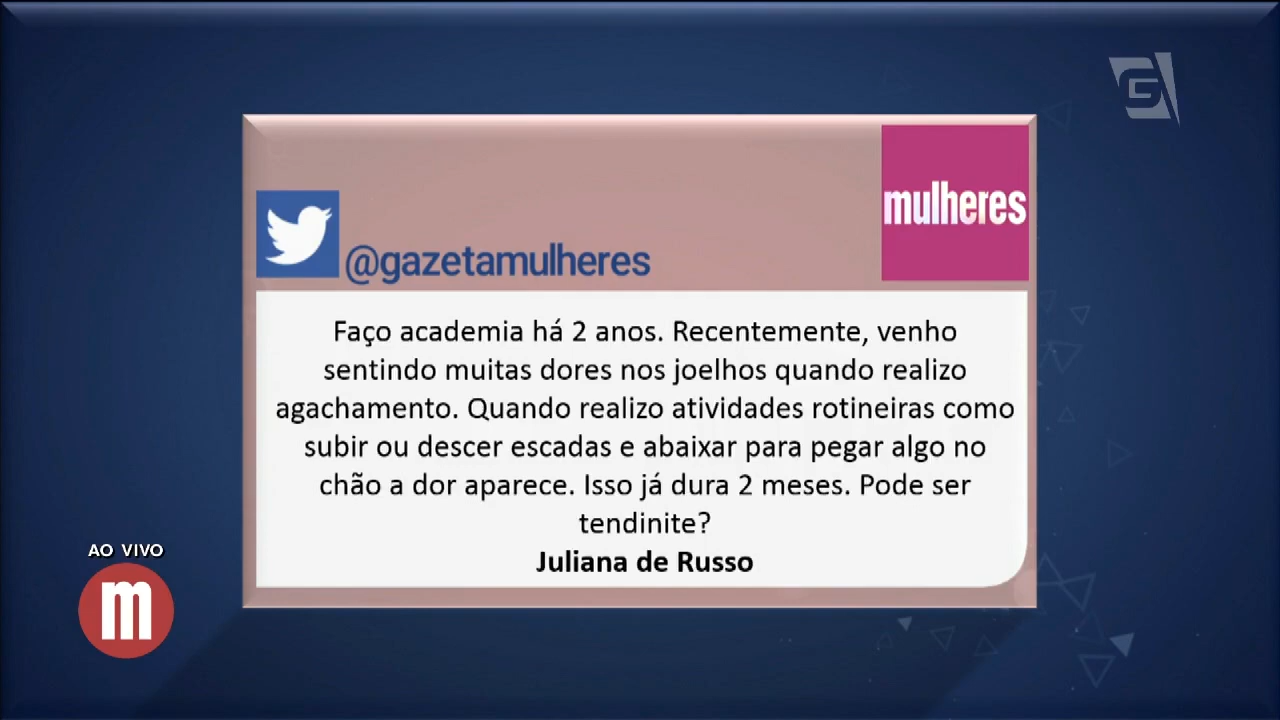 G
mulheres
@gazetamulheres
Faço academia há 2 anos. Recentemente, venho
sentindo muitas dores nos joelhos quando realizo
agachamento. Quando realizo atividades rotineiras como
subir ou descer escadas e abaixar para pegar algo no
chão a dor aparece. Isso já dura 2 meses. Pode ser
tendinite?
Juliana de Russo
AO VIVO
m